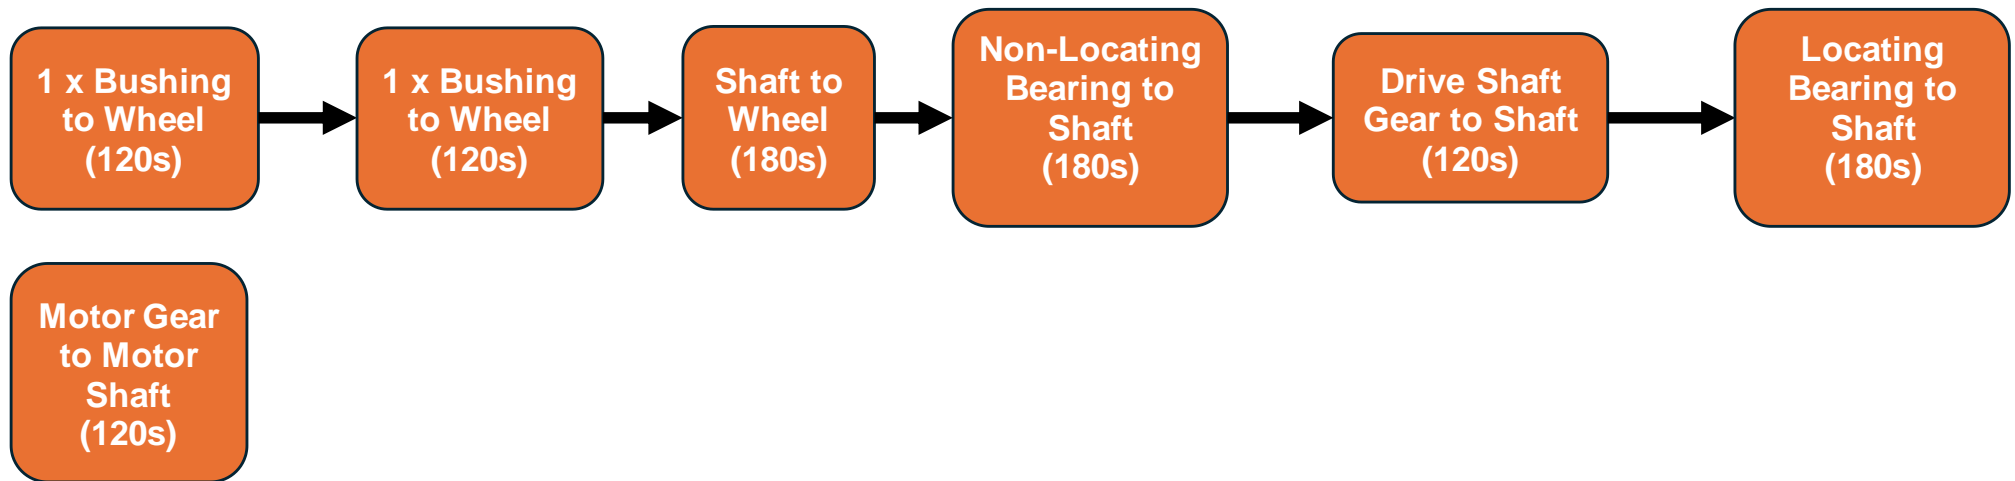 1 x Bushing
to Wheel
(120s)
1 x Bushing
to Wheel
(120s)
Shaft to
Wheel
(180s)
Non-Locating
Bearing to
Shaft
(180s)
Drive Shaft
Gear to Shaft
(120s)
Locating
Bearing to
Shaft
(180s)
Motor Gear
to Motor
Shaft
(120s)